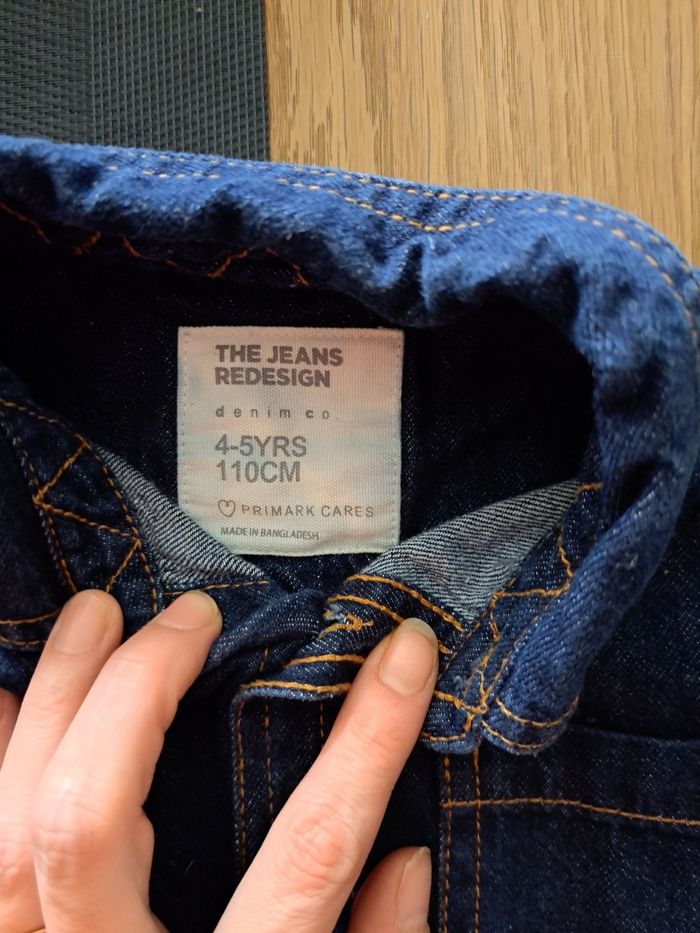 THE JEANS
REDESIGN
denim co.
4-5YRS
110CM
PRIMARK CARES
MADE IN BANGLADESH